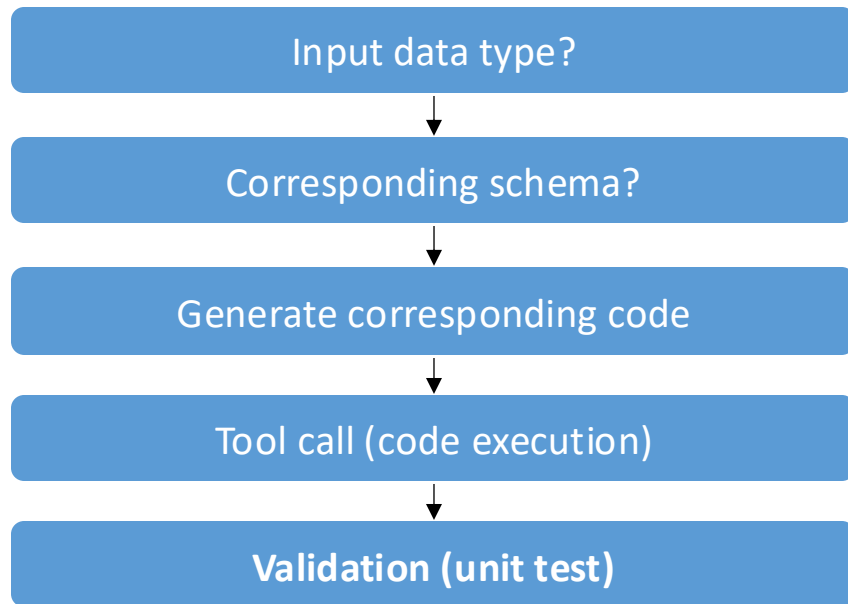 Input data type?
Corresponding schema?
Generate corresponding code
Tool call (code execution)
Validation (unit test)